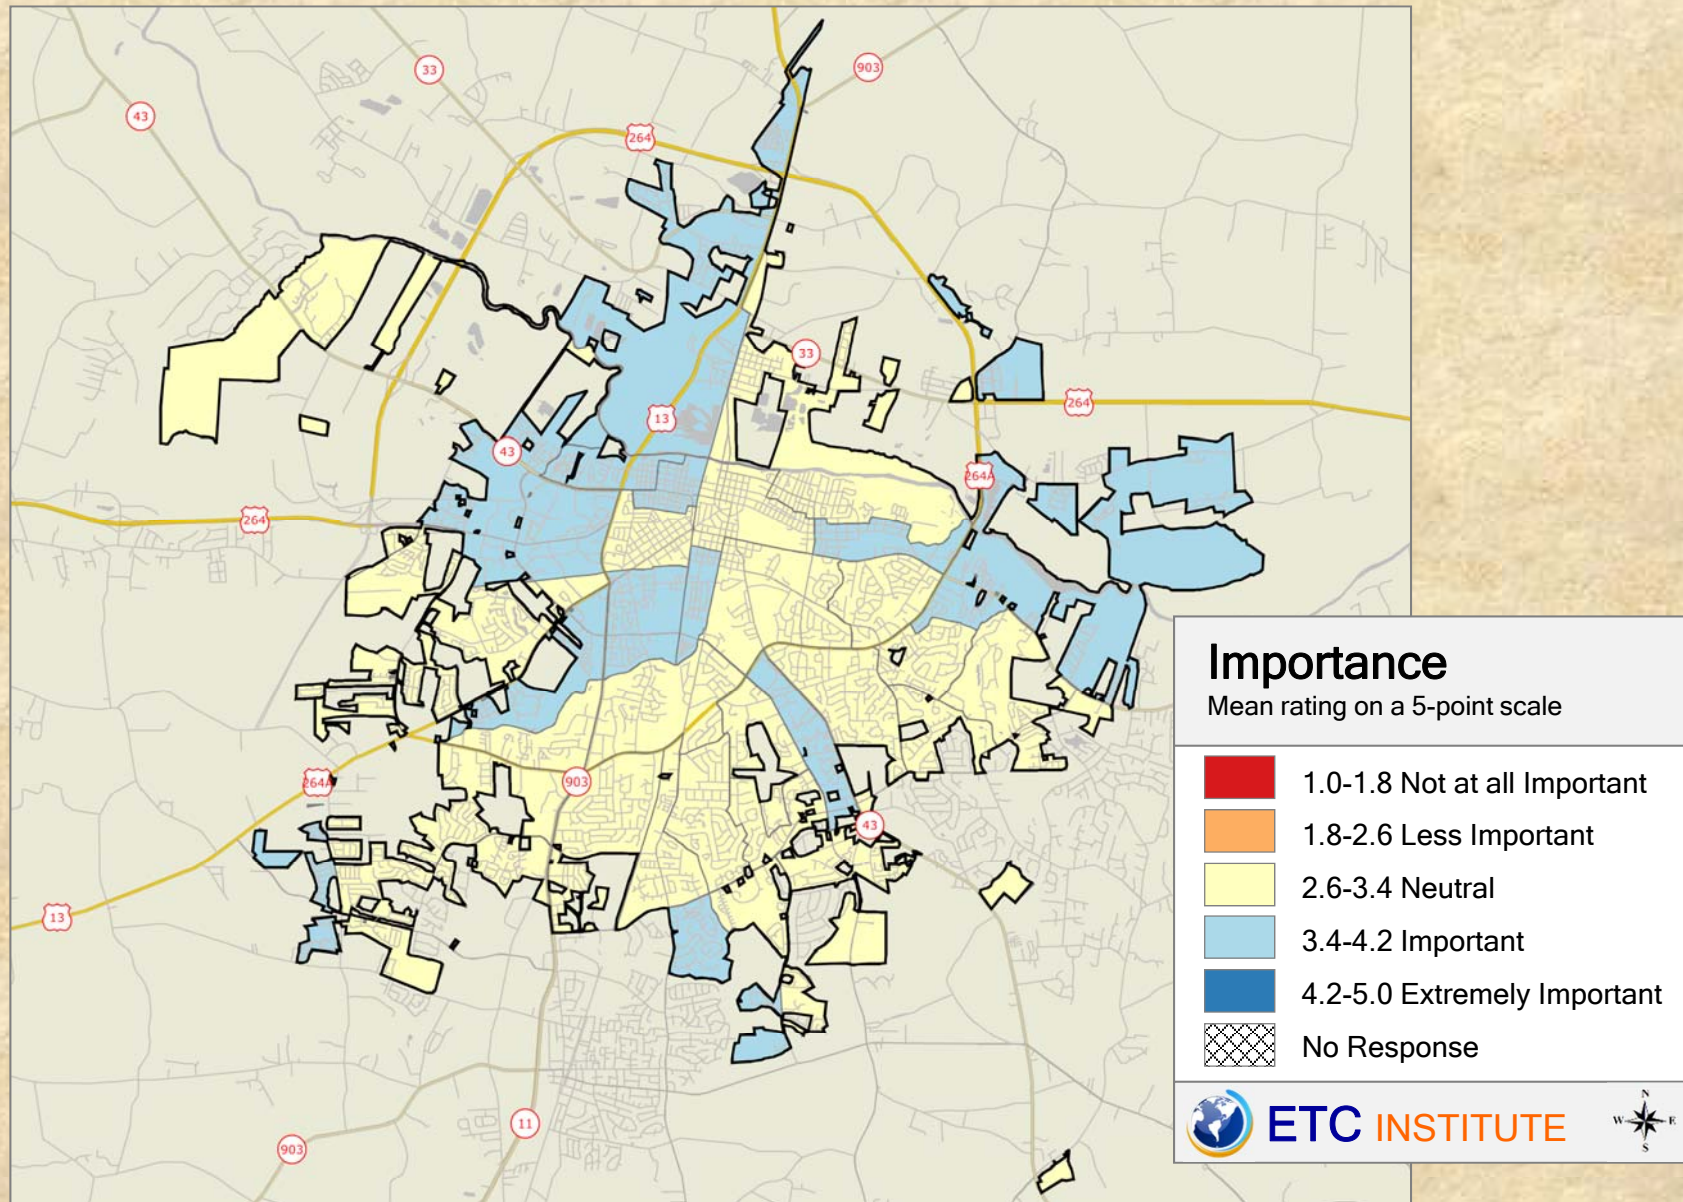 33
903
43
264
33
264
13
43
264A
264
903
264A
43
13
11
903
Importance
Mean rating on a 5-point scale
1.0-1.8 Not at all Important
1.8-2.6 Less Important
2.6-3.4 Neutral
3.4-4.2 Important
4.2-5.0 Extremely Important
No Response
ETC INSTITUTE
N
W E
S